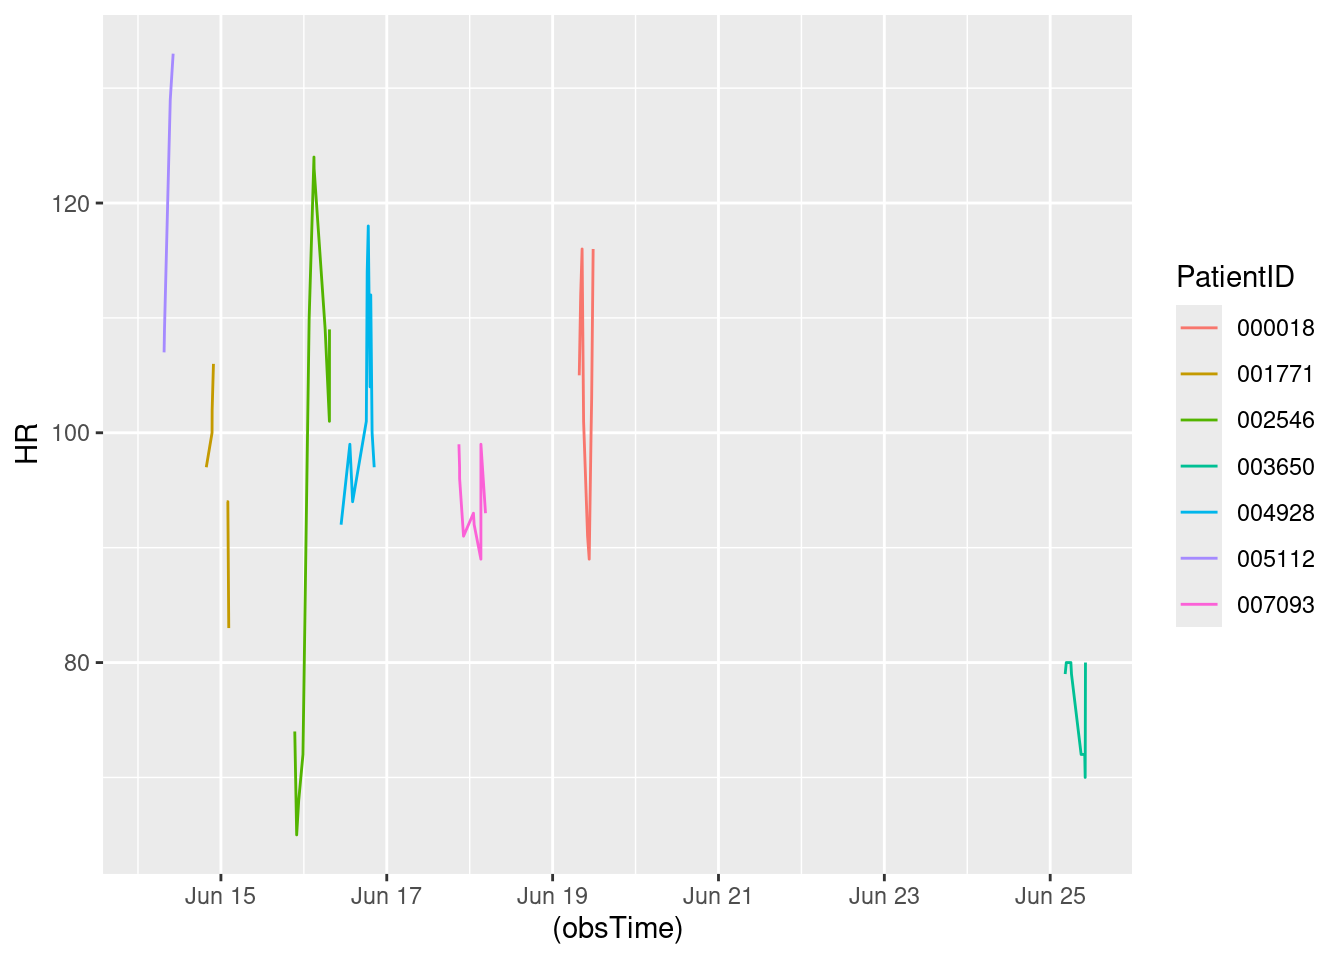 120
100
80
HR
Jun 15
Jun 17
Jun 19
Jun 21
Jun 23
Jun 25
(obsTime)
PatientID
000018
001771
002546
003650
004928
005112
007093